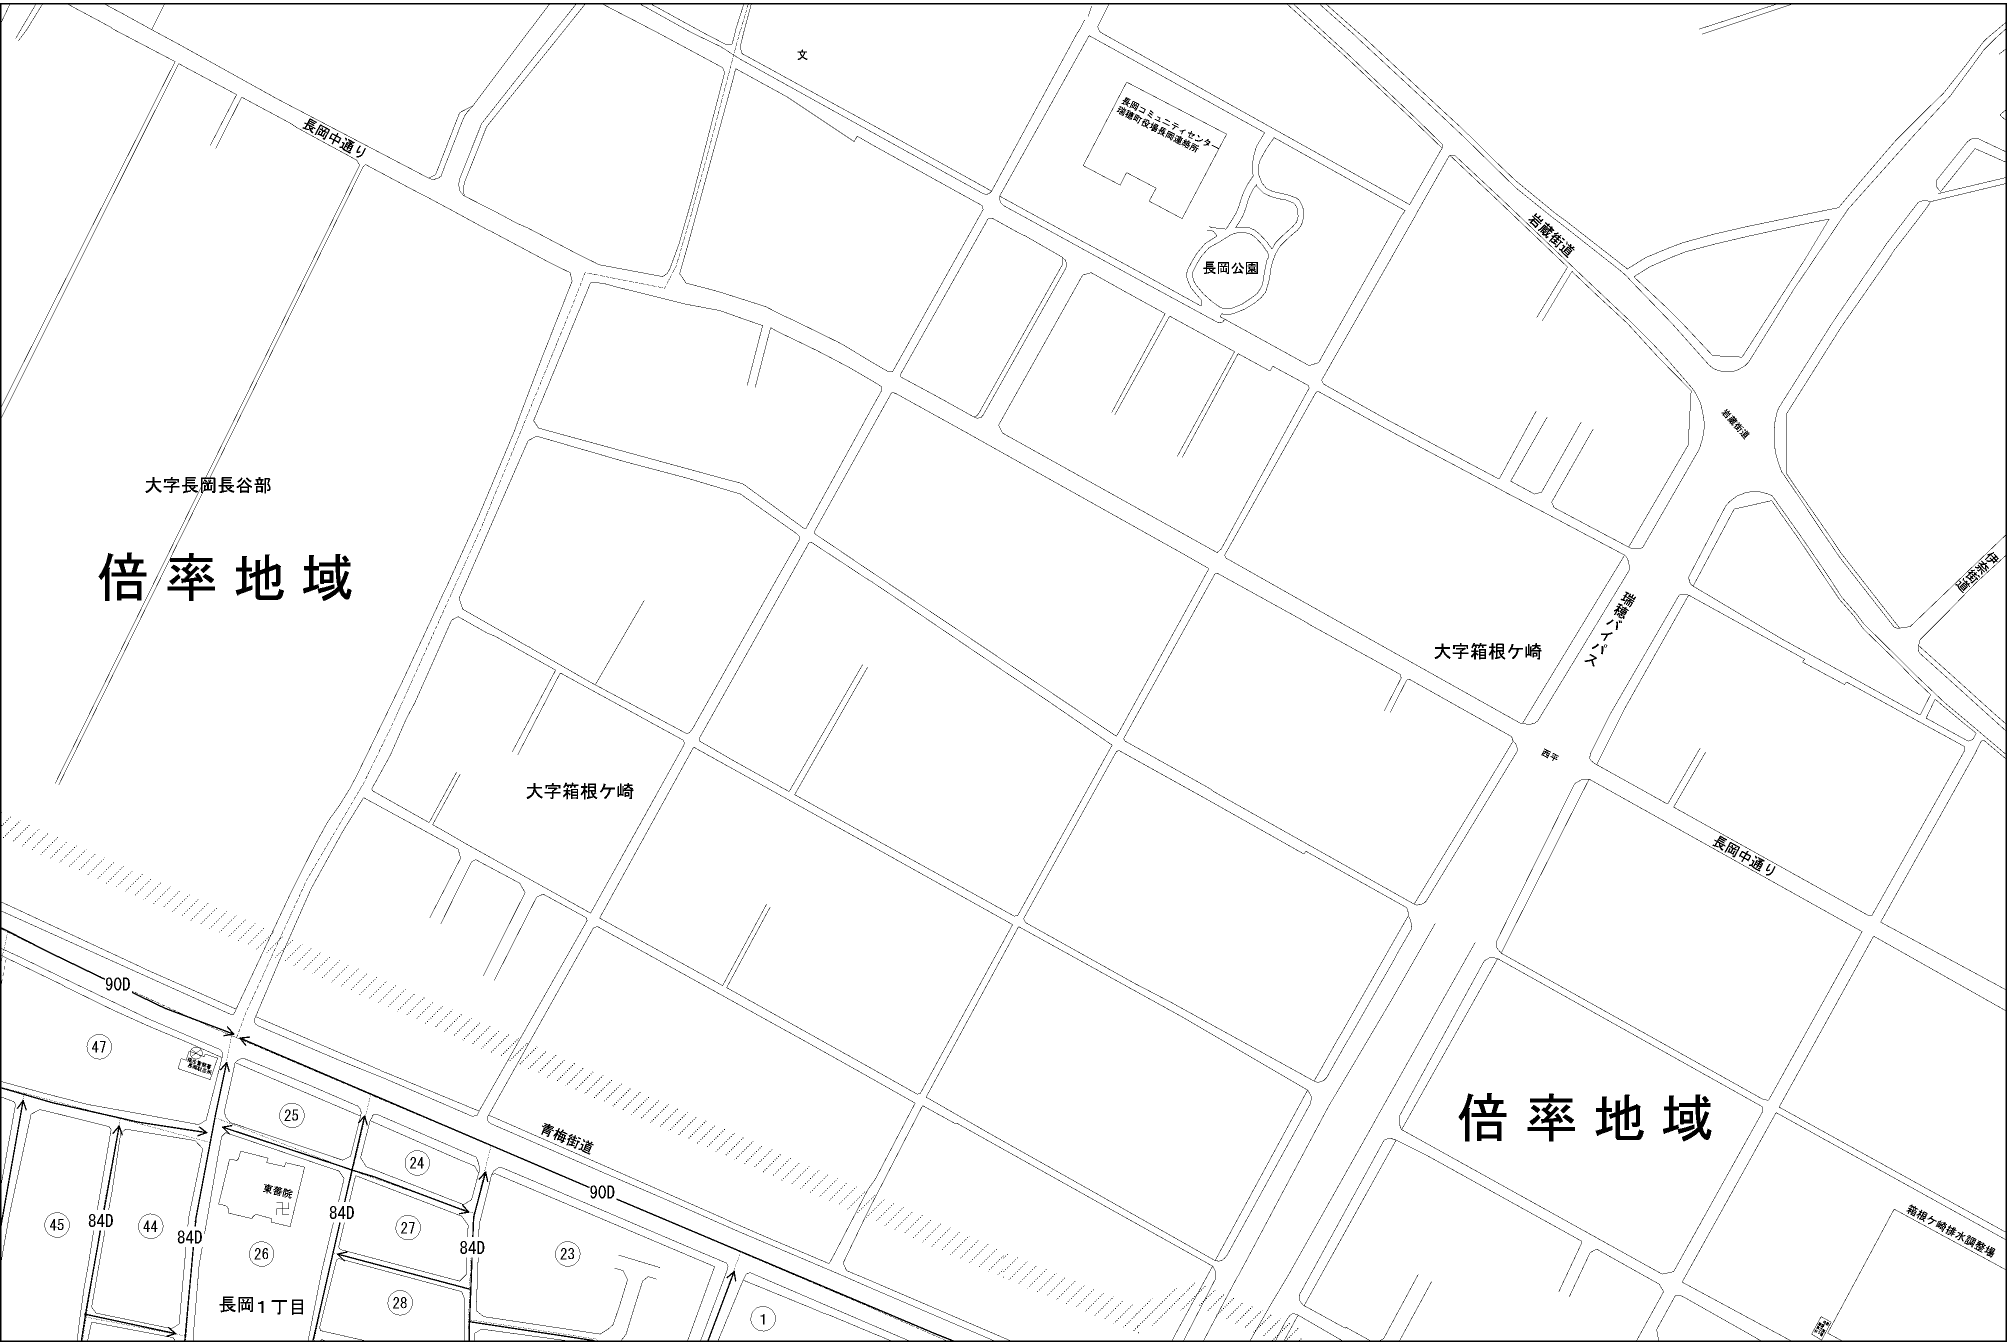 文
長岡コミュニティセンター
瑞穂町役場長岡連絡所
長岡中通り
岩蔵街道
長岡公園
岩蔵街道
大字長岡長谷部
倍率地域
伊奈街道
瑞穂バイパス
大字箱根ケ崎
西平
大字箱根ケ崎
長岡中通り
90D
47
25
青梅街道
24
90D
倍率地域
東善院
箱根ケ崎排水調整場
45
84D
44
84D
26
84D
27
84D
23
長岡1丁目
28
1